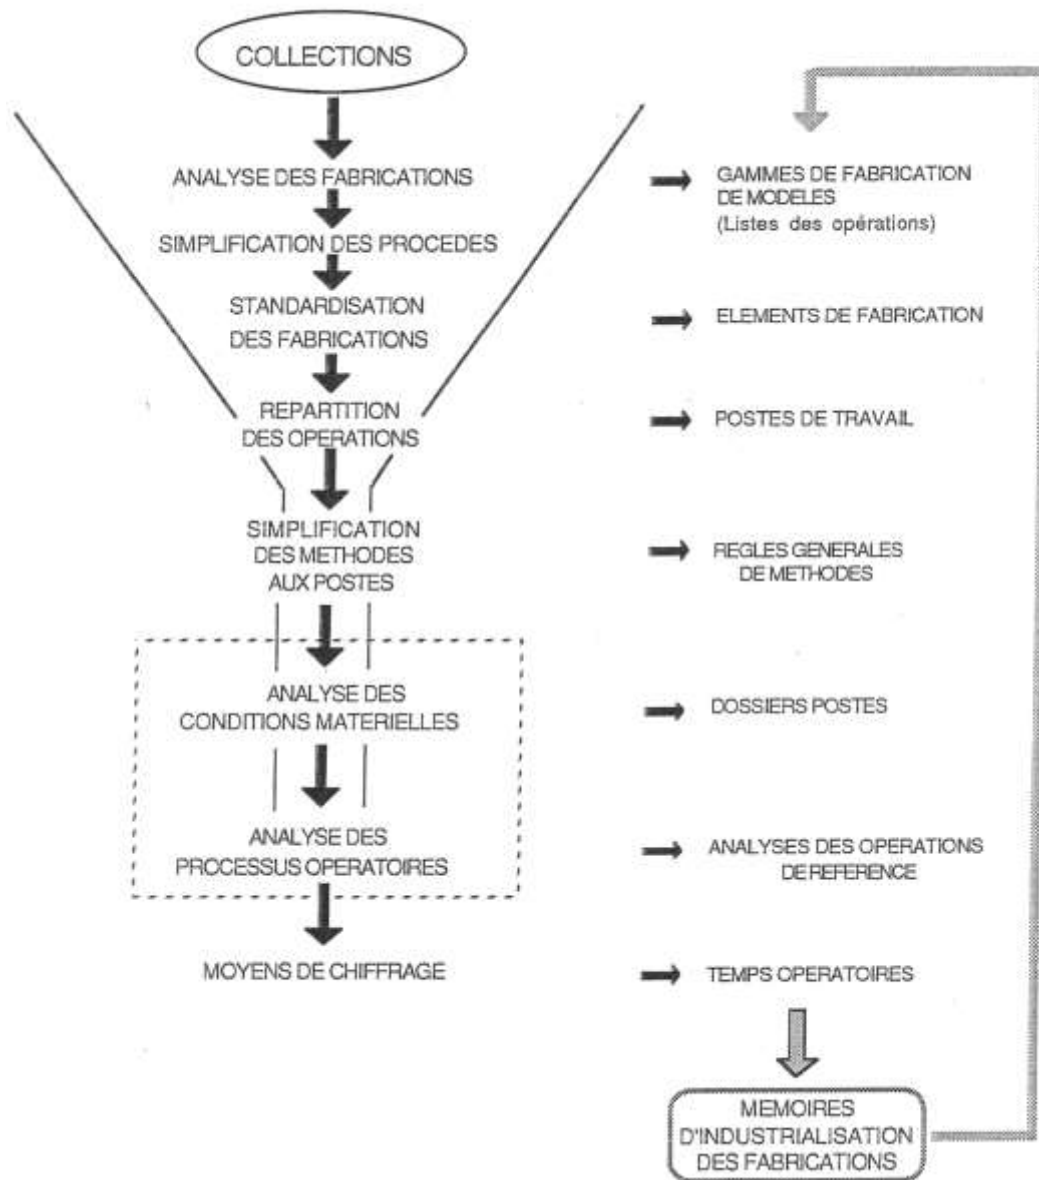 COLLECTIONS
ANALYSE DES FABRICATIONS
SIMPLIFICATION DES PROCEDES
STANDARDISATION
DES FABRICATIONS
REPARTITION
DES OPERATIONS
SIMPLIFICATION
DES METHODES
AUX POSTES
ANALYSE DES
CONDITIONS MATERIELLES
ANALYSE DES
PROCESSUS OPERATOIRES
MOYENS DE CHIFFRAGE
GAMMES DE FABRICATION
DE MODELES
(Listes des opérations)
ELEMENTS DE FABRICATION
POSTES DE TRAVAIL
REGLES GENERALES
DE METHODES
DOSSIERS POSTES
ANALYSES DES OPERATIONS
DE REFERENCE
TEMPS OPERATOIRES
MEMOIRES
D'INDUSTRIALISATION
DES FABRICATIONS